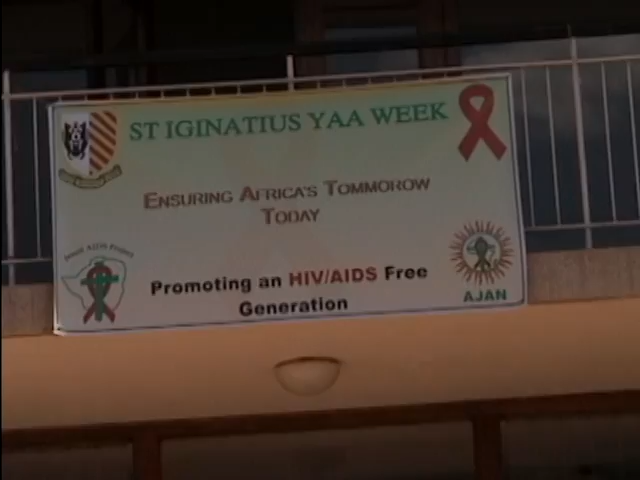 ST IGINATIUS YAA WEEK
ENSURING AFRICA'S TOMMOROW
TODAY
Promoting an HIV/AIDS Free
Generation
AJAN